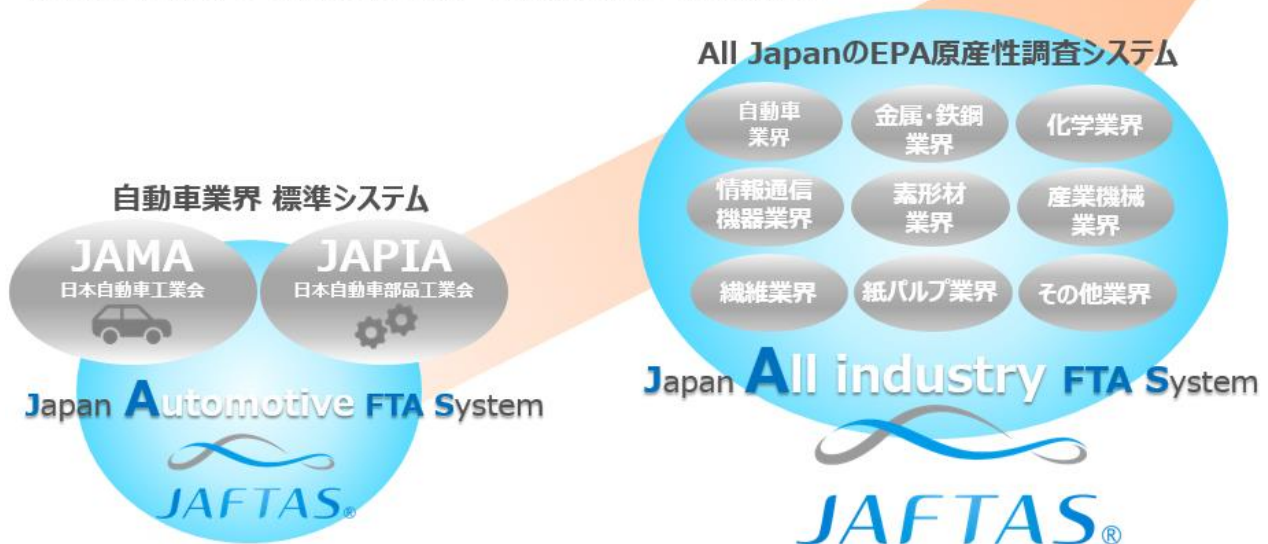 All JapanのEPA原産性調査システム
自動車
業界
金属・鉄鋼
業界
化学業界
情報通信
機器業界
素形材
業界
産業機械
業界
繊維業界
紙パルプ業界
その他業界
Japan All industry FTA System
JAFTAS®
自動車業界 標準システム
JAMA
日本自動車工業会
JAPIA
日本自動車部品工業会
Japan Automotive FTA System
JAFTAS®